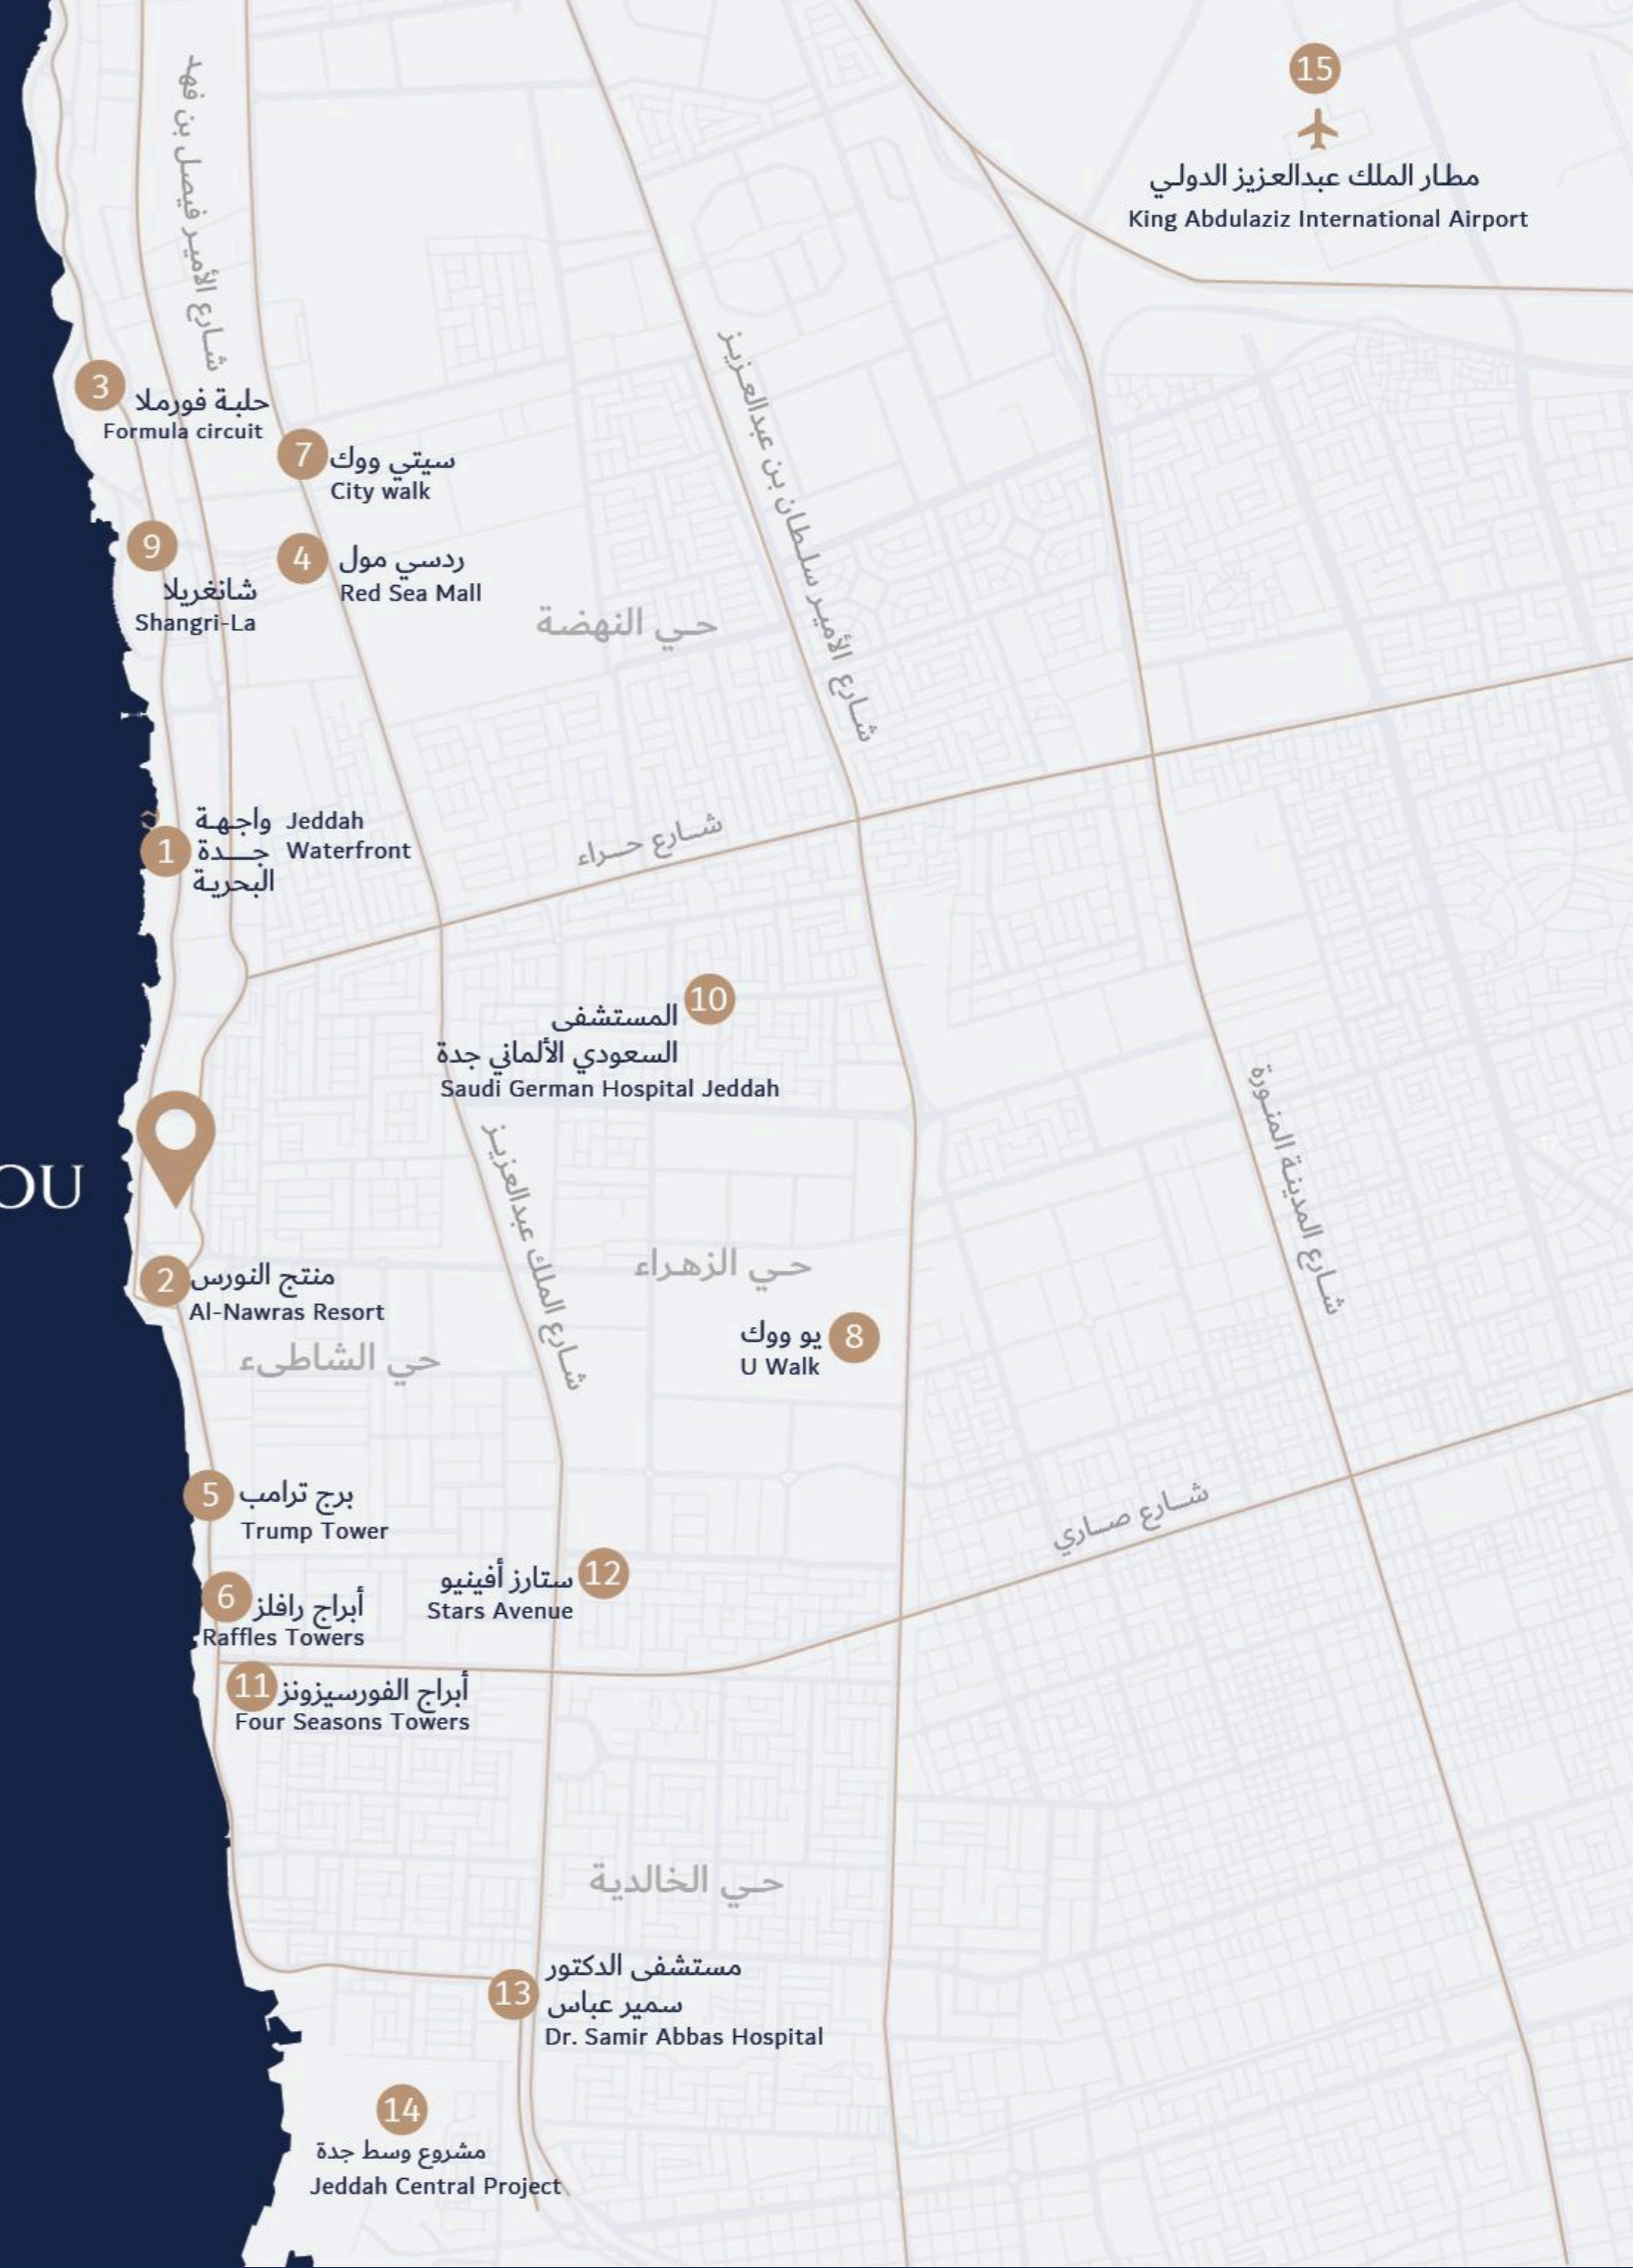 15
مطار الملك عبدالعزيز الدولي
King Abdulaziz International Airport
شارع الأمير فيصل بن فهد
شارع الأمير سلطان بن عبدالعزيز
3
حلبة فورملا
Formula circuit
7
سيتي ووك
City walk
9
شانغريلا
Shangri-La
4
ردسي مول
Red Sea Mall
حي النهضة
1
واجهة Jeddah
جدة Waterfront
البحرية
شارع حراء
10
المستشفى
السعودي الألماني جدة
Saudi German Hospital Jeddah
شارع المدينة المنورة
شارع الملك عبدالعزيز
OU
حي الزهراء
2
منتج النورس
Al-Nawras Resort
8
يو ووك
U Walk
حي الشاطىء
5
برج ترامب
Trump Tower
شارع صاري
12
ستارز أفينيو
Stars Avenue
6
أبراج رافلز
Raffles Towers
11
أبراج الفورسيزونز
Four Seasons Towers
حي الخالدية
13
مستشفى الدكتور
سمير عباس
Dr. Samir Abbas Hospital
14
مشروع وسط جدة
Jeddah Central Project